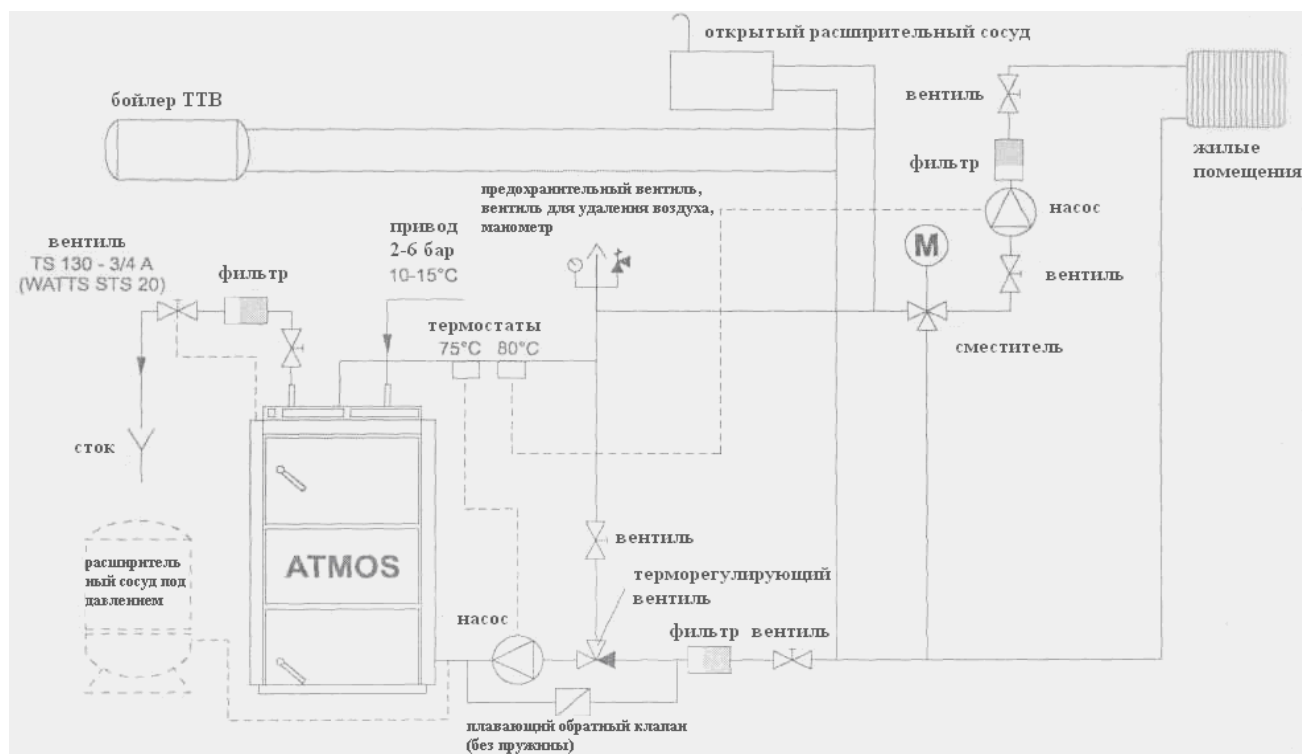 открытый расширительный сосуд
вентиль
бойлер ТТВ
фильтр
жилые
помещения
предохранительный вентиль,
вентиль для удаления воздуха,
манометр
насос
привод
2-6 бар
10-15°C
вентиль
TS 130 - 3/4 A
(WATTS STS 20)
фильтр
M
вентиль
термостаты
75°C 80°C
сместитель
сток
вентиль
расширитель
ный сосуд под
давлением
ATMOS
терморегулирующий
вентиль
насос
фильтр вентиль
плавающий обратный клапан
(без пружины)